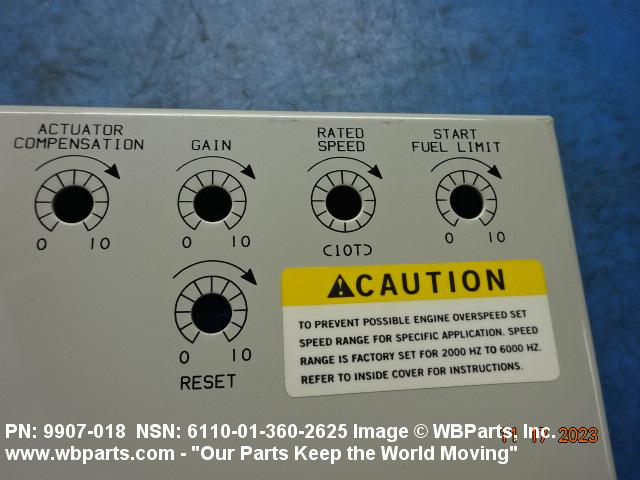 ACTUATOR
COMPENSATION
GAIN
RATED
SPEED
START
FUEL LIMIT
0 10
0 10
(10T)
0 10
0 10
RESET
CAUTION
TO PREVENT POSSIBLE ENGINE OVERSPEED SET
SPEED RANGE FOR SPECIFIC APPLICATION. SPEED
RANGE IS FACTORY SET FOR 2000 HZ TO 6000 HZ.
REFER TO INSIDE COVER FOR INSTRUCTIONS.
PN: 9907-018 NSN: 6110-01-360-2625 Image © WBParts, Inc.
11 17 2023
www.wbparts.com - "Our Parts Keep the World Moving"